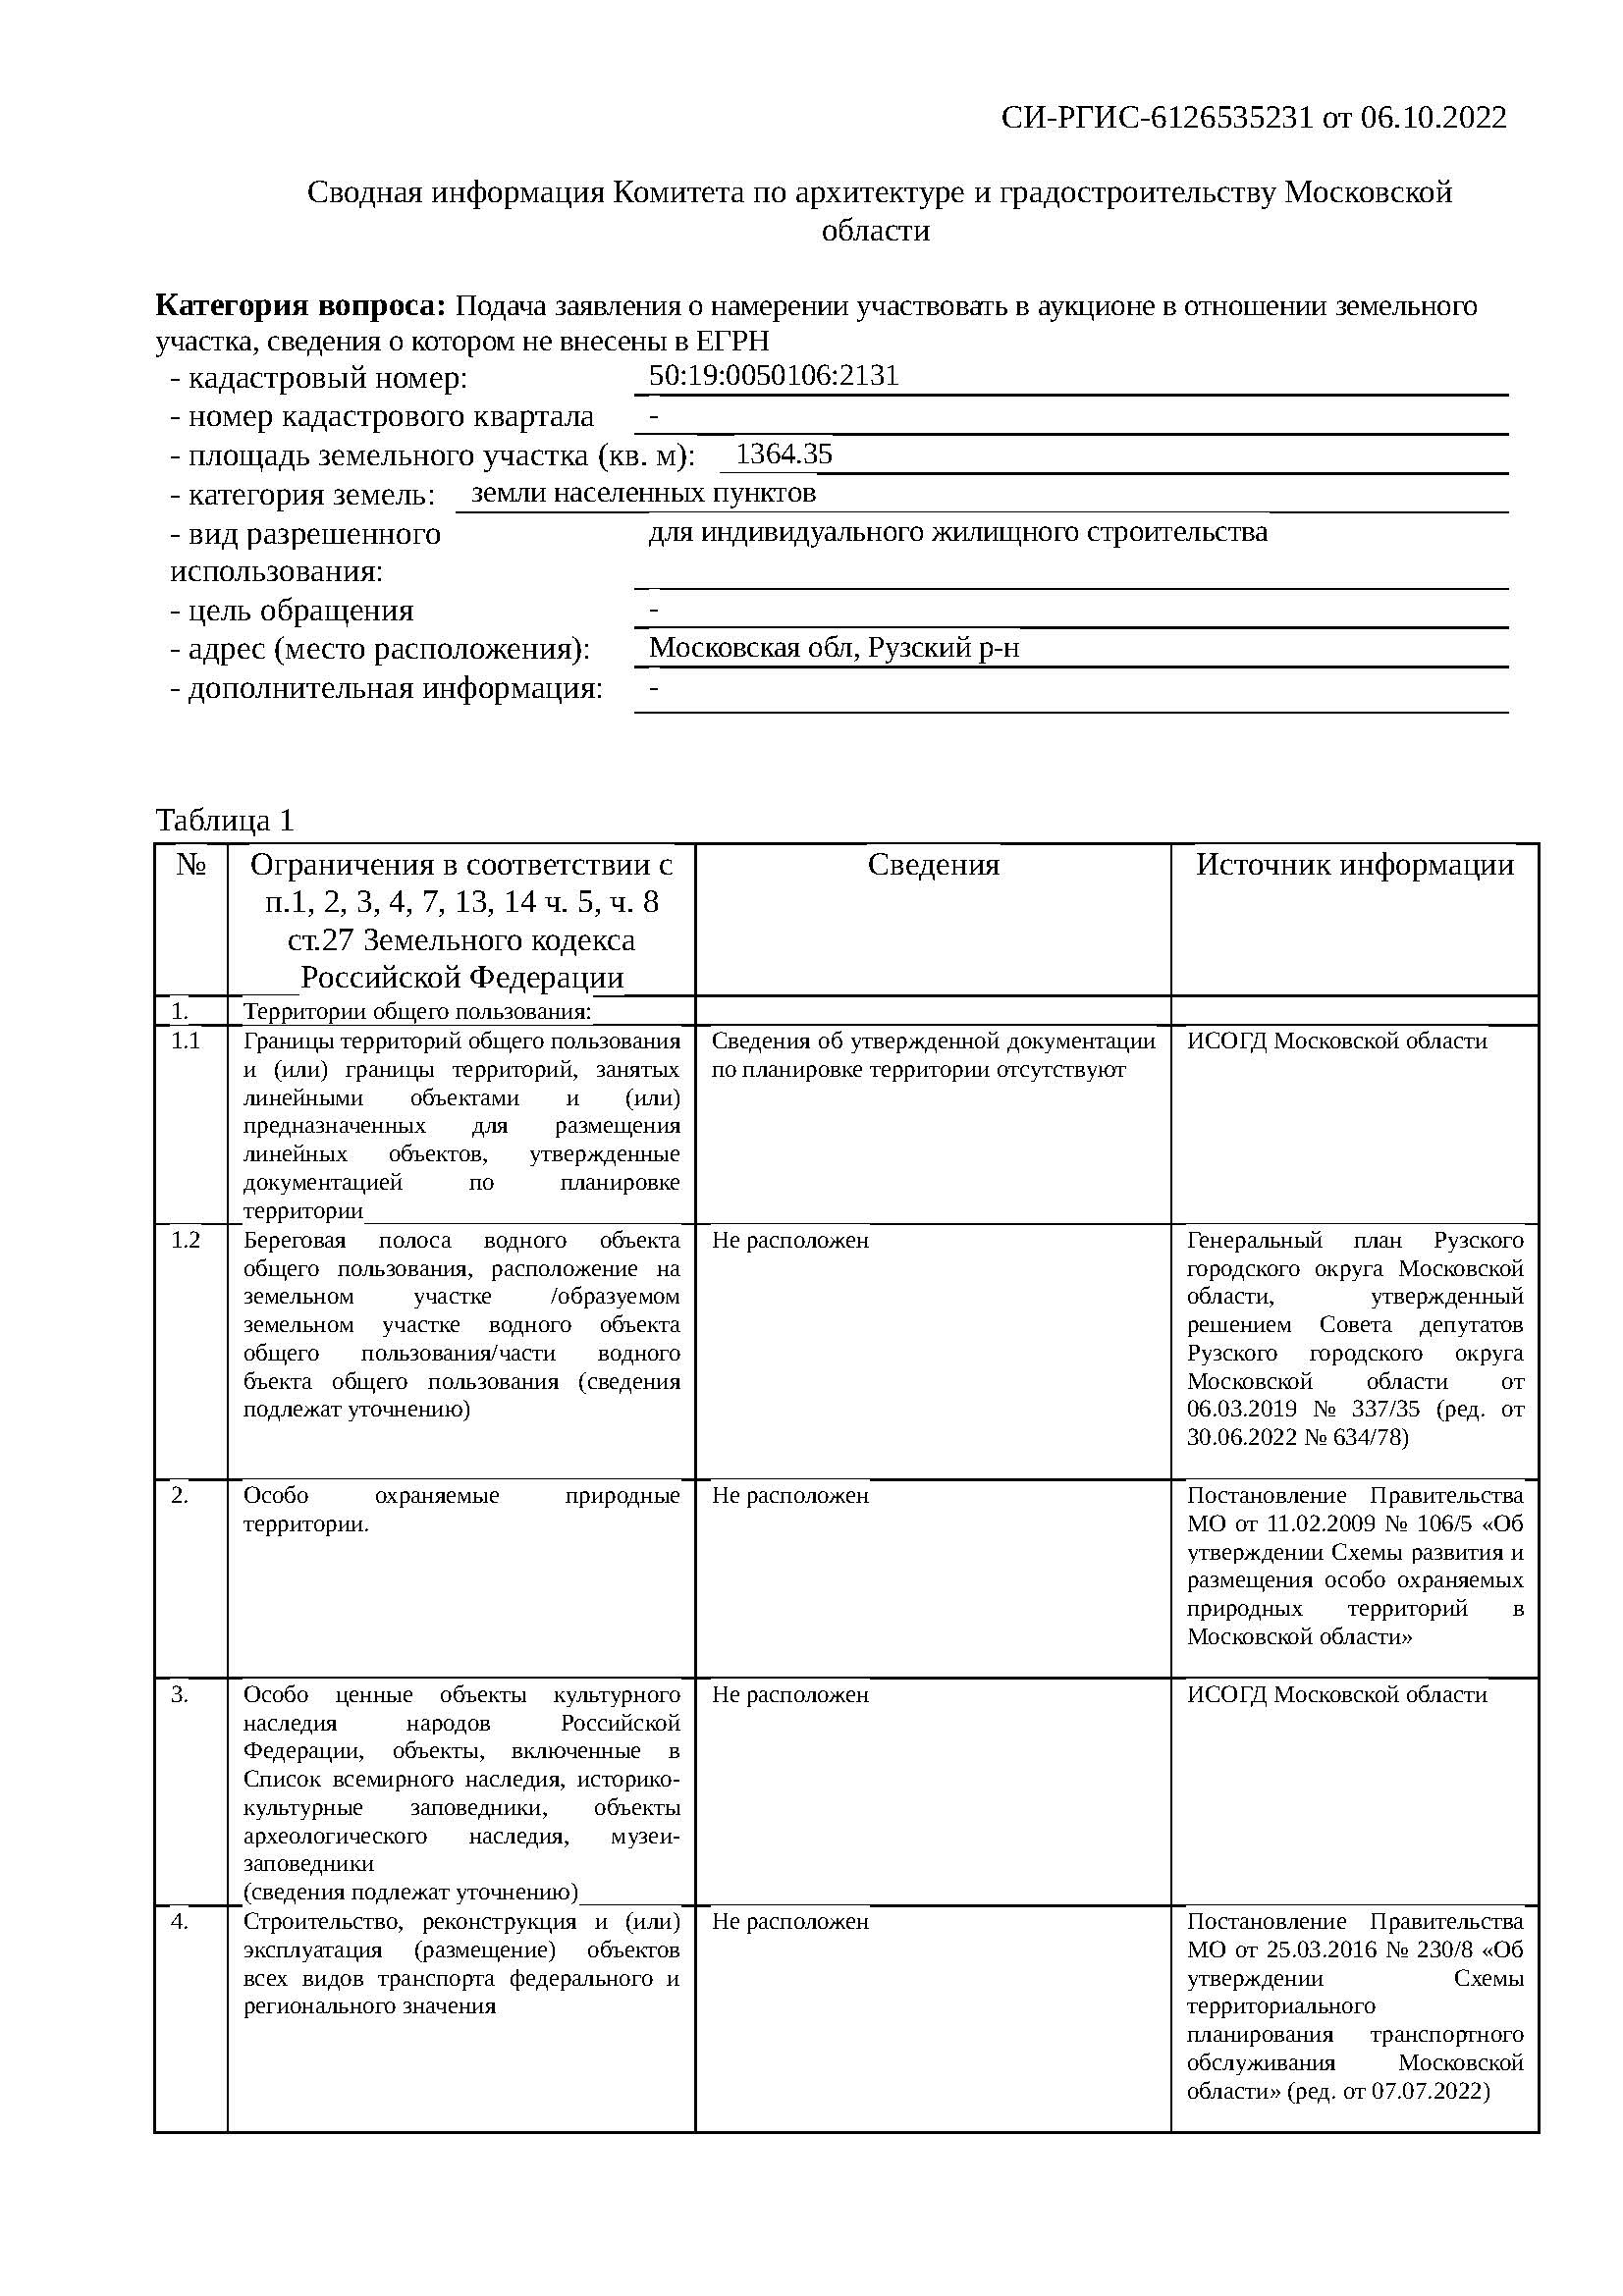 СИ-РГИС-6126535231 от 06.10.2022
Сводная информация Комитета по архитектуре и градостроительству Московской
области
Категория вопроса: Подача заявления о намерении участвовать в аукционе в отношении земельного
участка, сведения о котором не внесены в ЕГРН
- кадастровый номер: 50:19:0050106:2131
- номер кадастрового квартала -
- площадь земельного участка (кв. м): 1364.35
- категория земель: земли населенных пунктов
- вид разрешенного для индивидуального жилищного строительства
использования:
- цель обращения -
- адрес (место расположения): Московская обл, Рузский р-н
- дополнительная информация: -
Таблица 1
№
Ограничения в соответствии с
п.1, 2, 3, 4, 7, 13, 14 ч. 5, ч. 8
ст.27 Земельного кодекса
Российской Федерации
Сведения
Источник информации
1.
Территории общего пользования:
1.1
Границы территорий общего пользования
и (или) границы территорий, занятых
линейными объектами и (или)
предназначенных для размещения
линейных объектов, утвержденные
документацией по планировке
территории
Сведения об утвержденной документации
по планировке территории отсутствуют
ИСОГД Московской области
1.2
Береговая полоса водного объекта
общего пользования, расположение на
земельном участке /образуемом
земельном участке водного объекта
общего пользования/части водного
бъекта общего пользования (сведения
подлежат уточнению)
Не расположен
Генеральный план Рузского
городского округа Московской
области, утвержденный
решением Совета депутатов
Рузского городского округа
Московской области от
06.03.2019 № 337/35 (ред. от
30.06.2022 № 634/78)
2.
Особо охраняемые природные
территории.
Не расположен
Постановление Правительства
МО от 11.02.2009 № 106/5 «Об
утверждении Схемы развития и
размещения особо охраняемых
природных территорий в
Московской области»
3.
Особо ценные объекты культурного
наследия народов Российской
Федерации, объекты, включенные в
Список всемирного наследия, историко-
культурные заповедники, объекты
археологического наследия, музеи-
заповедники
(сведения подлежат уточнению)
Не расположен
ИСОГД Московской области
4.
Строительство, реконструкция и (или)
эксплуатация (размещение) объектов
всех видов транспорта федерального и
регионального значения
Не расположен
Постановление Правительства
МО от 25.03.2016 № 230/8 «Об
утверждении Схемы
территориального
планирования транспортного
обслуживания Московской
области» (ред. от 07.07.2022)